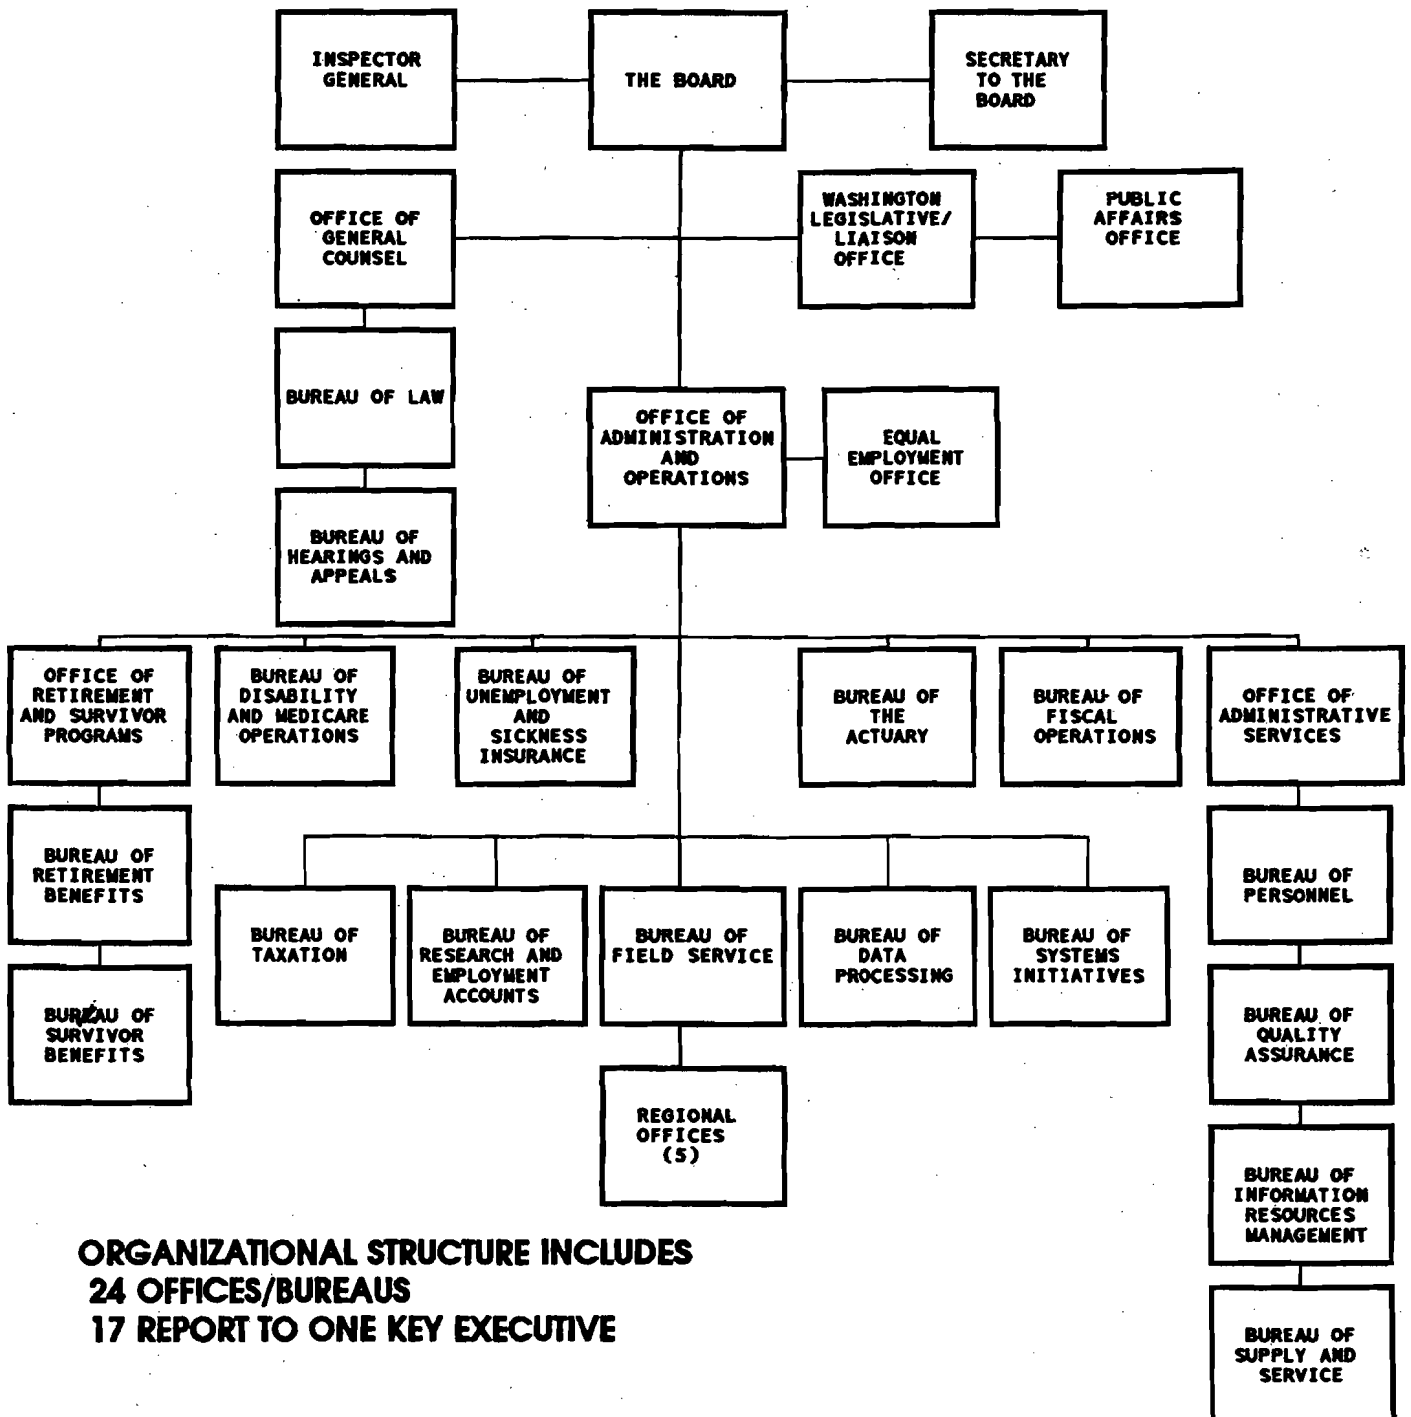 INSPECTOR
GENERAL
THE BOARD
SECRETARY
TO THE
BOARD
OFFICE OF
GENERAL
COUNSEL
WASHINGTON
LEGISLATIVE/
LIAISON
OFFICE
PUBLIC
AFFAIRS
OFFICE
BUREAU OF LAW
OFFICE OF
ADMINISTRATION
AND
OPERATIONS
EQUAL
EMPLOYMENT
OFFICE
BUREAU OF
HEARINGS AND
APPEALS
OFFICE OF
RETIREMENT
AND SURVIVOR
PROGRAMS
BUREAU OF
DISABILITY
AND MEDICARE
OPERATIONS
BUREAU OF
UNEMPLOYMENT
AND
SICKNESS
INSURANCE
BUREAU OF
THE
ACTUARY
BUREAU OF
FISCAL
OPERATIONS
OFFICE OF
ADMINISTRATIVE
SERVICES
BUREAU OF
RETIREMENT
BENEFITS
BUREAU OF
PERSONNEL
BUREAU OF
TAXATION
BUREAU OF
RESEARCH AND
EMPLOYMENT
ACCOUNTS
BUREAU OF
FIELD SERVICE
BUREAU OF
DATA
PROCESSING
BUREAU OF
SYSTEMS
INITIATIVES
BUREAU OF
SURVIVOR
BENEFITS
BUREAU OF
QUALITY
ASSURANCE
REGIONAL
OFFICES
(5)
BUREAU OF
INFORMATION
RESOURCES
MANAGEMENT
BUREAU OF
SUPPLY AND
SERVICE
ORGANIZATIONAL STRUCTURE INCLUDES
24 OFFICES/BUREAUS
17 REPORT TO ONE KEY EXECUTIVE